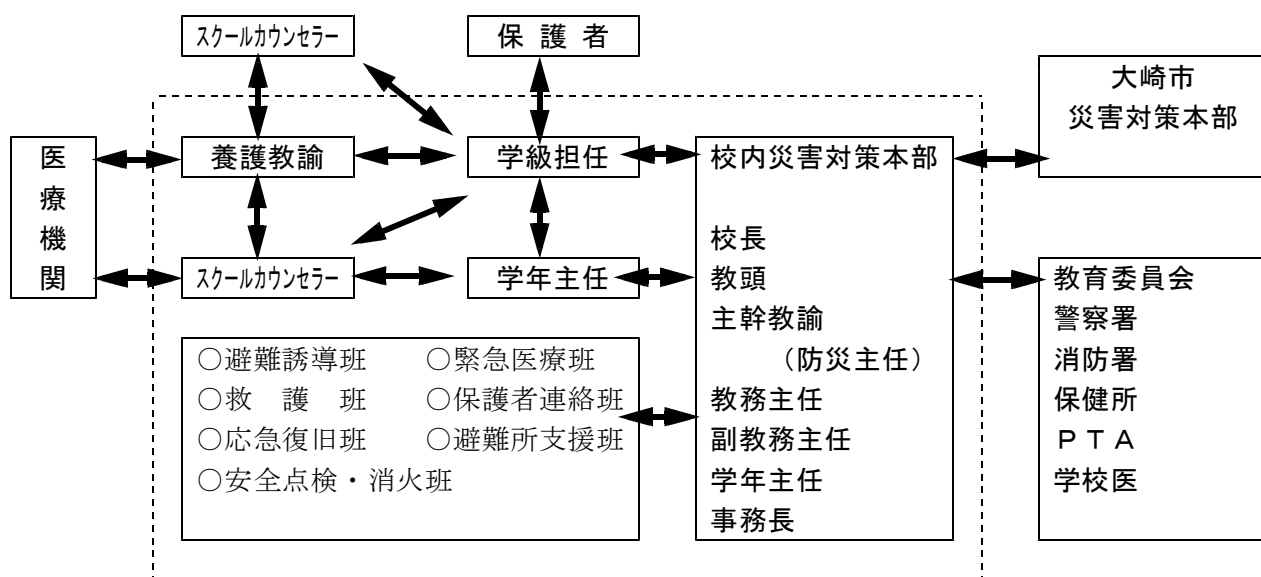 スクールカウンセラー
保護者
大崎市
災害対策本部
医療機関
養護教諭
学級担任
スクールカウンセラー
学年主任
校内災害対策本部
校長
教頭
主幹教諭
（防災主任）
教務主任
副教務主任
学年主任
事務長
教育委員会
警察署
消防署
保健所
ＰＴＡ
学校医
○避難誘導班　○緊急医療班
○救　護　班　○保護者連絡班
○応急復旧班　○避難所支援班
○安全点検・消火班